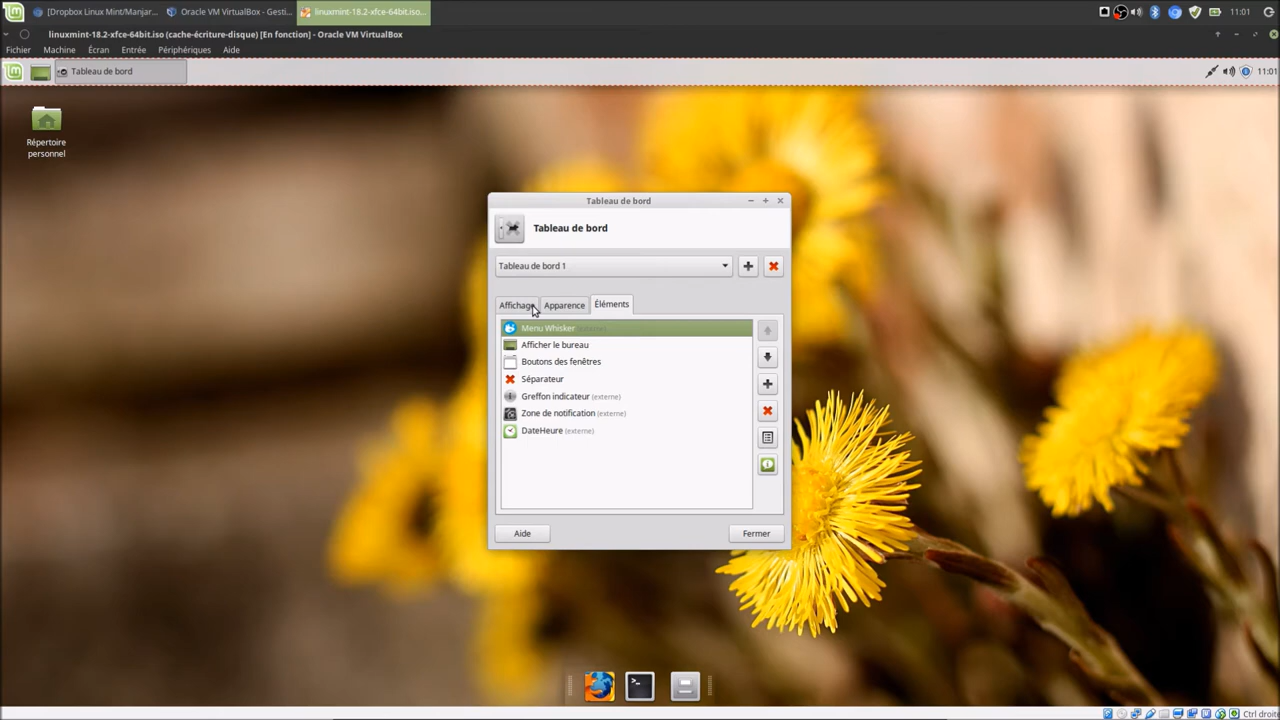 [Dropbox Linux Mint/Manjar...
Oracle VM VirtualBox - Gesti...
linuxmint-18.2-xfce-64bit.iso...
11:01
linuxmint-18.2-xfce-64bit.iso (cache-écriture-disque) [En fonction] - Oracle VM VirtualBox
Fichier Machine Écran Entrée Périphériques Aide
Tableau de bord
11:01
Répertoire
personnel
Tableau de bord
Tableau de bord
Tableau de bord 1
Affichage Apparence Éléments
Menu Whisker (externe)
Afficher le bureau
Boutons des fenêtres
Séparateur
Greffon indicateur (externe)
Zone de notification (externe)
DateHeure (externe)
Aide Fermer
Ctrl droite